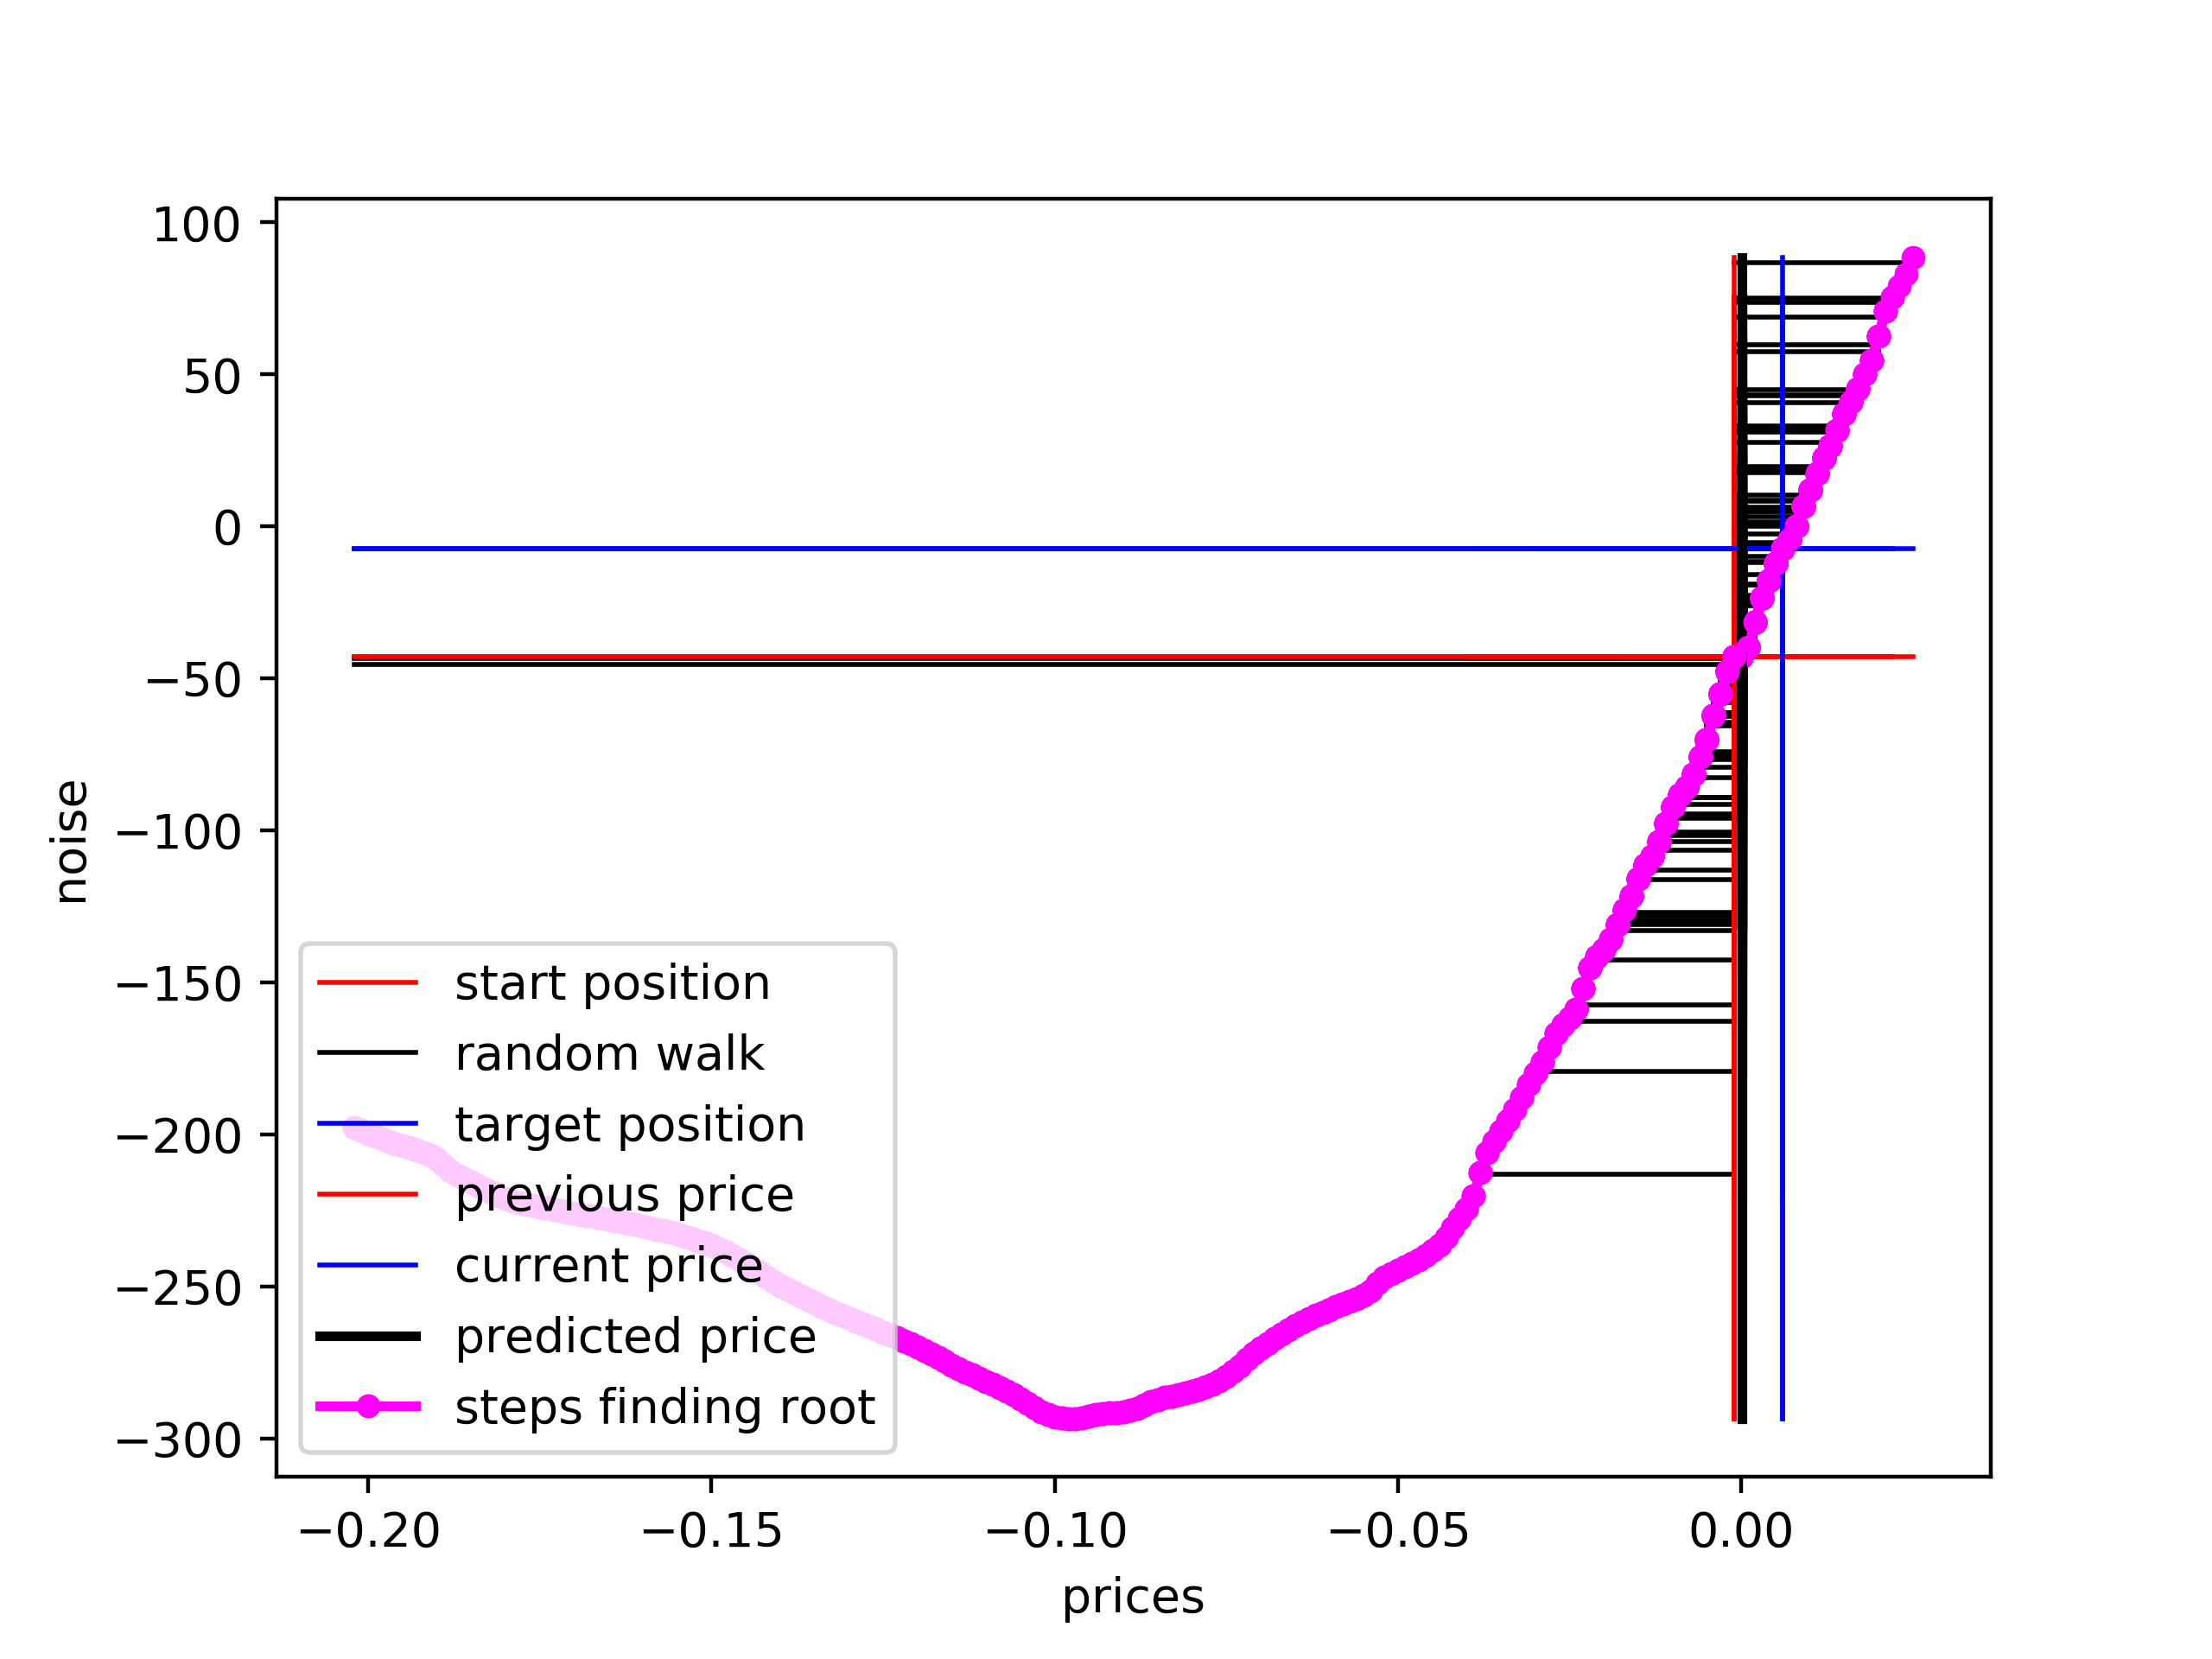 100
50
0
−50
−100
−150
−200
−250
−300
noise
start position
random walk
target position
previous price
current price
predicted price
steps finding root
−0.20 −0.15 −0.10 −0.05 0.00
prices